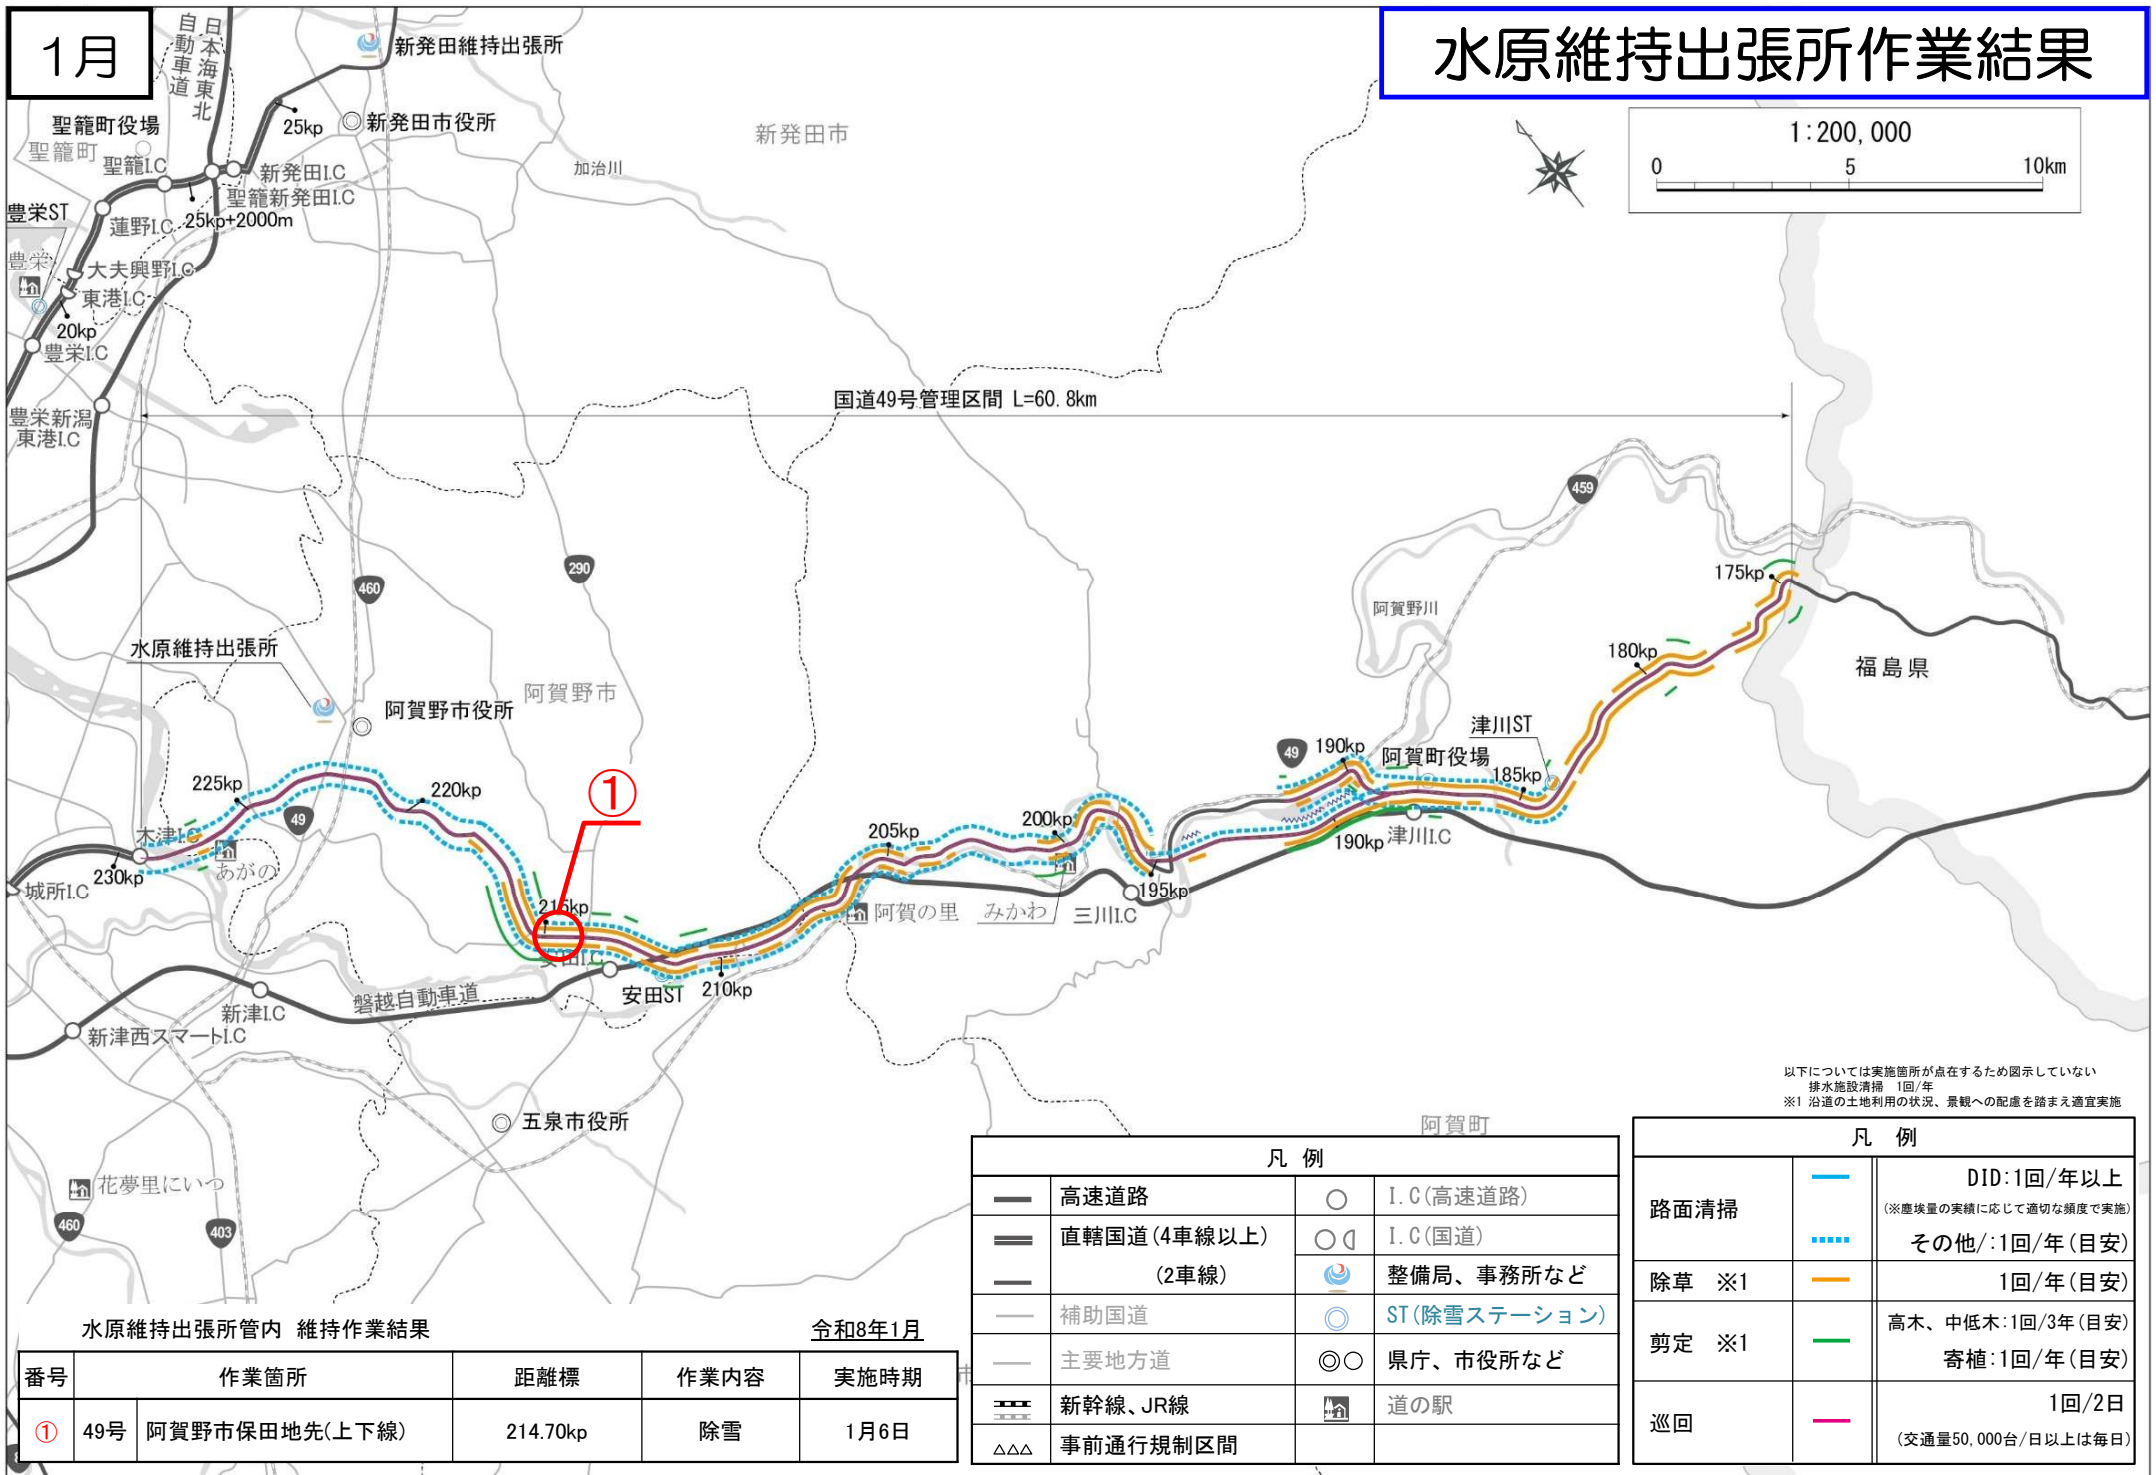 1月
水原維持出張所作業結果
1:200,000
0 5 10km
日本海東北
自動車道
新発田維持出張所
25kp
新発田市役所
新発田市
加治川
聖籠町役場
聖籠町
聖籠I.C
新発田I.C
聖籠新発田I.C
25kp+2000m
豊栄ST
蓮野I.C
豊栄
大夫興野I.C
東港I.C
20kp
豊栄I.C
豊栄新潟
東港I.C
国道49号管理区間 L=60.8km
459
290
460
175kp
阿賀野川
水原維持出張所
180kp
福島県
阿賀野市
阿賀野市役所
津川ST
49
190kp
阿賀町役場
185kp
225kp
220kp
①
49
200kp
205kp
木津I.C
あがの
230kp
城所I.C
190kp
津川I.C
195kp
215kp
阿賀の里
みかわ
三川I.C
安田I.C
安田ST
210kp
磐越自動車道
新津I.C
新津西スマートI.C
五泉市役所
阿賀町
花夢里にいつ
460
403
以下については実施箇所が点在するため図示していない
排水施設清掃 1回/年
※1 沿道の土地利用の状況、景観への配慮を踏まえ適宜実施
凡 例
高速道路 I.C(高速道路)
直轄国道(4車線以上) I.C(国道)
(2車線) 整備局、事務所など
補助国道 ST(除雪ステーション)
主要地方道 県庁、市役所など
新幹線、JR線 道の駅
事前通行規制区間
凡 例
路面清掃 DID:1回/年以上
(※塵埃量の実績に応じて適切な頻度で実施)
その他/:1回/年(目安)
除草 ※1 1回/年(目安)
剪定 ※1 高木、中低木:1回/3年(目安)
寄植:1回/年(目安)
巡回 1回/2日
(交通量50,000台/日以上は毎日)
水原維持出張所管内 維持作業結果 令和8年1月
番号 作業箇所 距離標 作業内容 実施時期
① 49号 阿賀野市保田地先(上下線) 214.70kp 除雪 1月6日
市